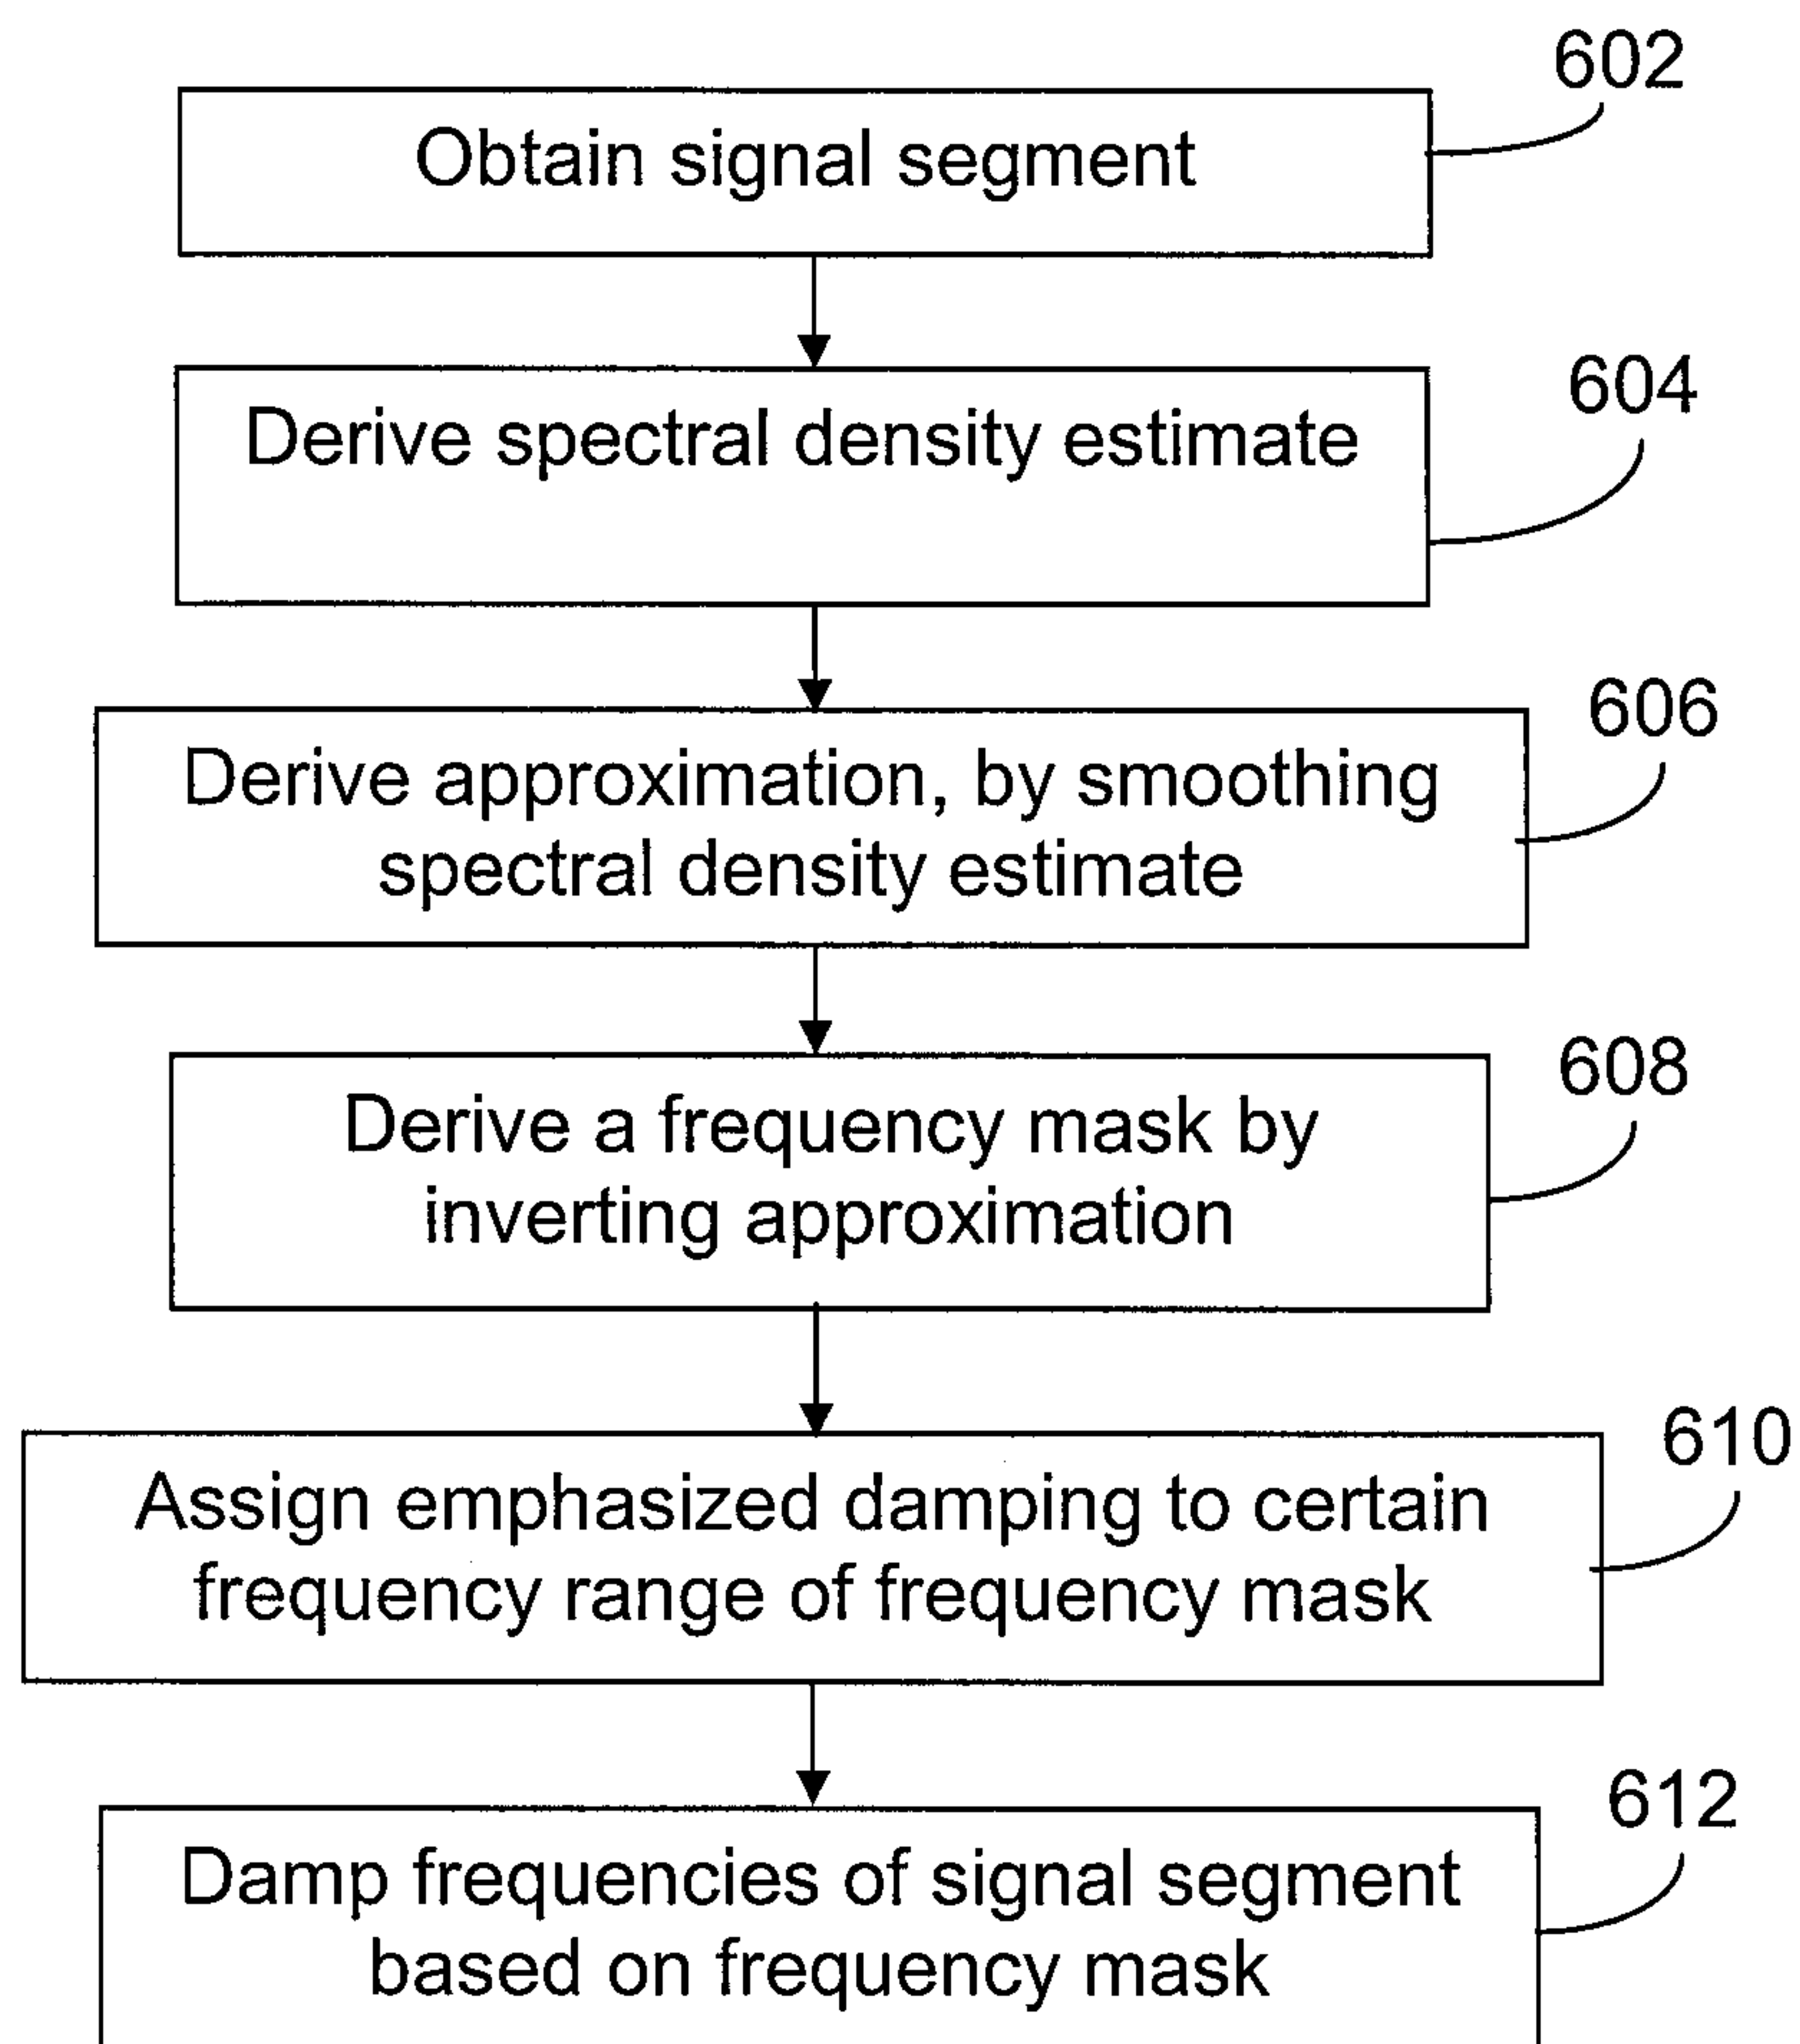 602
Obtain signal segment
604
Derive spectral density estimate
606
Derive approximation, by smoothing
spectral density estimate
608
Derive a frequency mask by
inverting approximation
610
Assign emphasized damping to certain
frequency range of frequency mask
612
Damp frequencies of signal segment
based on frequency mask